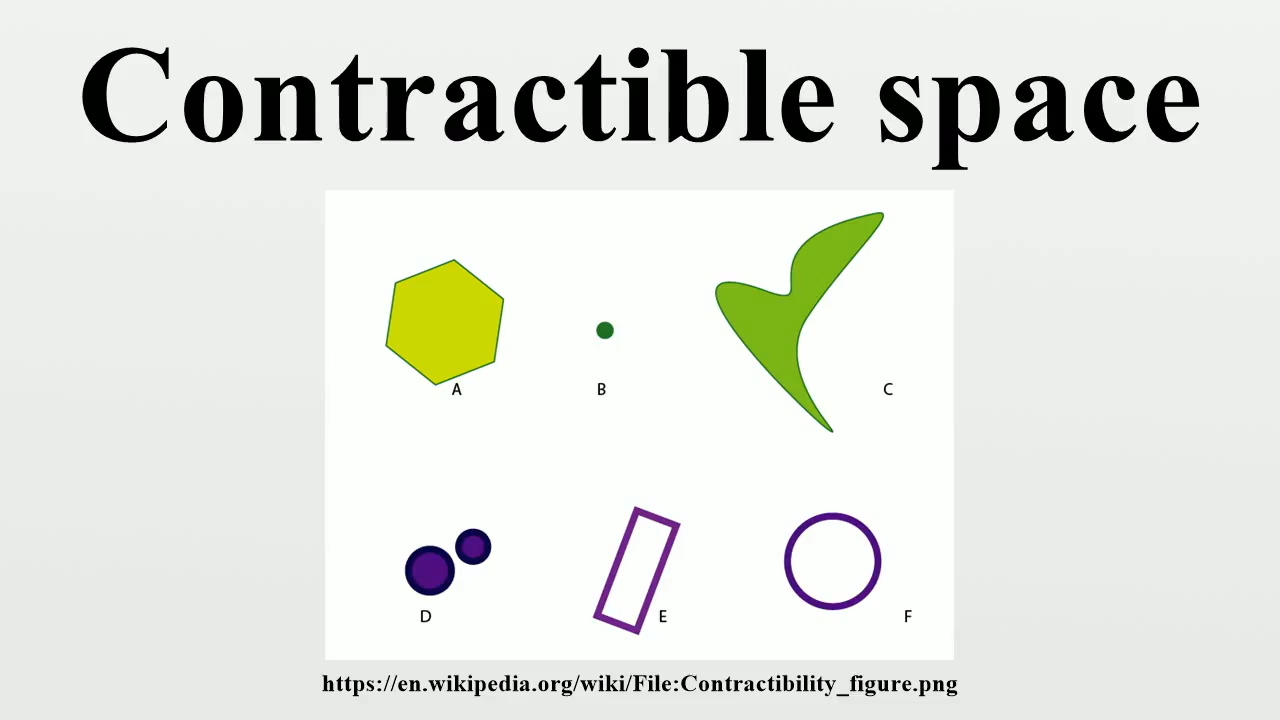 Contractible space
A
B
C
D
E
F
https://en.wikipedia.org/wiki/File:Contractibility_figure.png